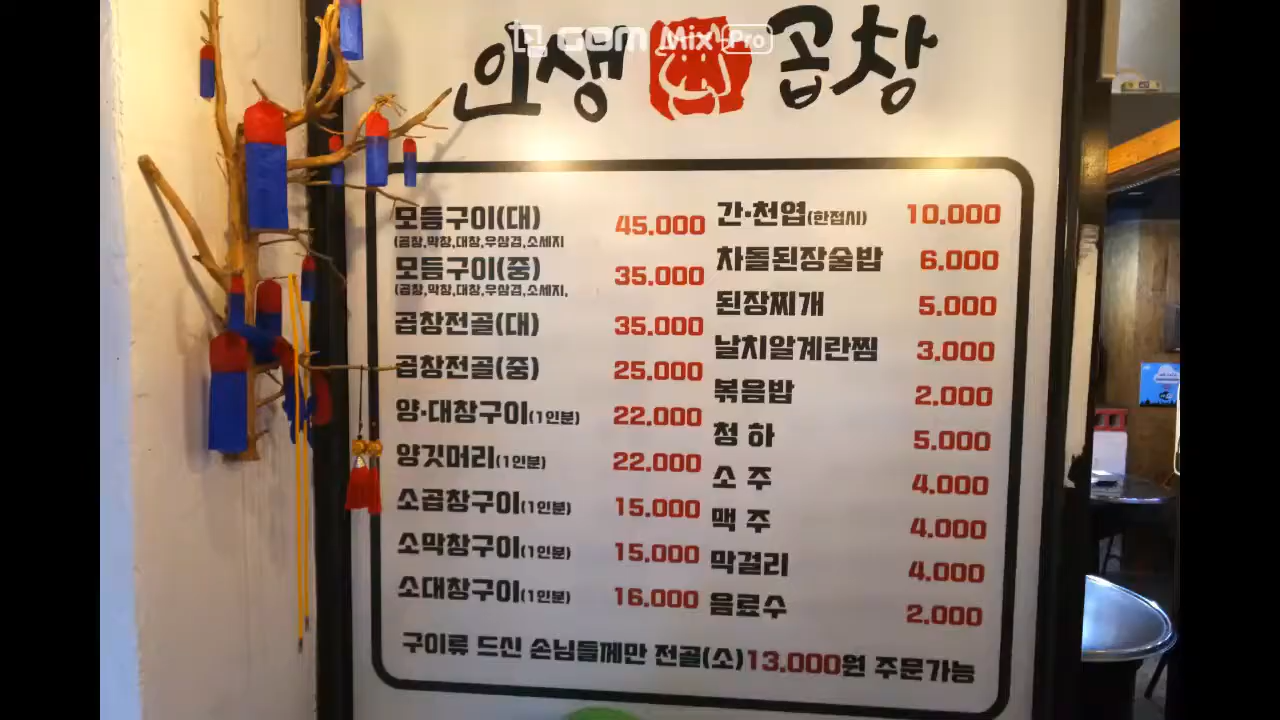 GOM Mix Pro
인생 곱창
모듬구이(대) 45.000
(곱창,막창,대창,우삼겹,소세지
모듬구이(중) 35.000
(곱창,막창,대창,우삼겹,소세지,
곱창전골(대) 35.000
곱창전골(중) 25.000
양·대창구이(1인분) 22.000
양깃머리(1인분) 22.000
소곱창구이(1인분) 15.000
소막창구이(1인분) 15.000
소대창구이(1인분) 16.000
간·천엽(한접시) 10.000
차돌된장술밥 6.000
된장찌개 5.000
날치알계란찜 3.000
볶음밥 2.000
청 하 5.000
소 주 4.000
맥 주 4.000
막걸리 4.000
음료수 2.000
구이류 드신 손님들께만 전골(소)13.000원 주문가능